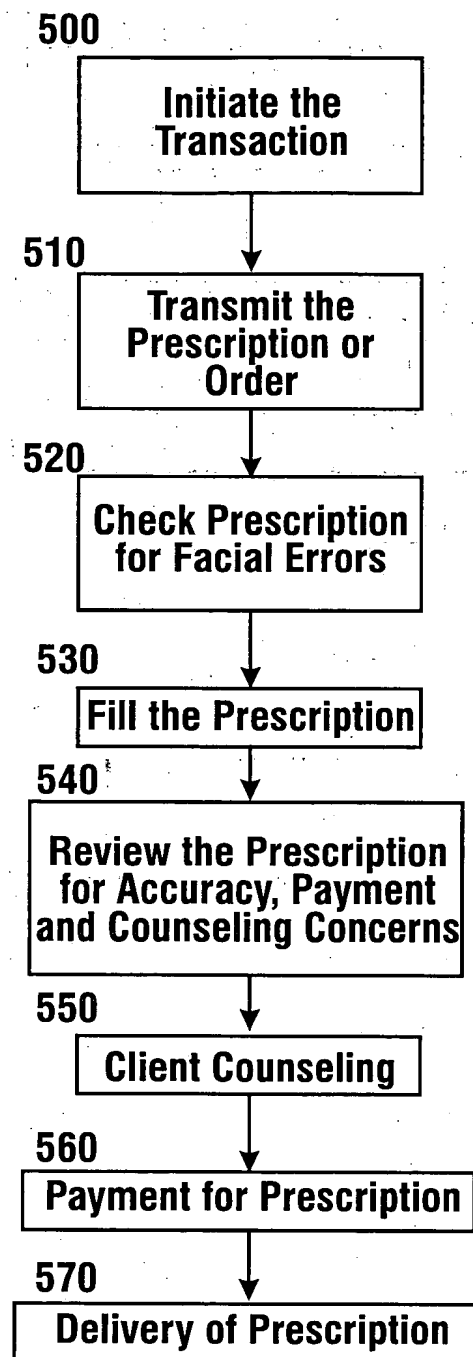 500
Initiate the
Transaction
510
Transmit the
Prescription or
Order
520
Check Prescription
for Facial Errors
530
Fill the Prescription
540
Review the Prescription
for Accuracy, Payment
and Counseling Concerns
550
Client Counseling
560
Payment for Prescription
570
Delivery of Prescription